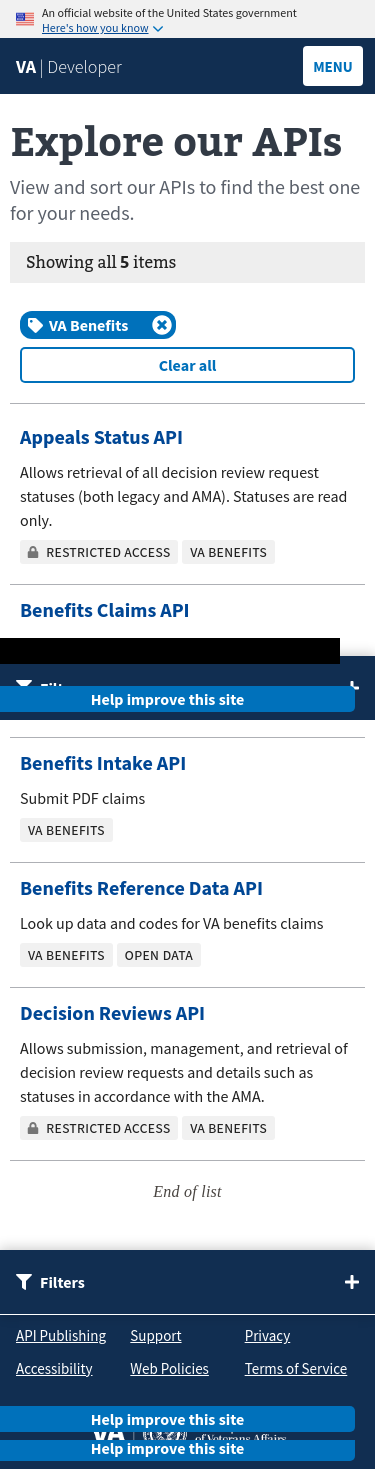 An official website of the United States government
Here's how you know
VA | Developer
MENU
Explore our APIs
View and sort our APIs to find the best one
for your needs.
Showing all 5 items
VA Benefits
Clear all
Appeals Status API
Allows retrieval of all decision review request
statuses (both legacy and AMA). Statuses are read
only.
RESTRICTED ACCESS VA BENEFITS
Benefits Claims API
Help improve this site
Benefits Intake API
Submit PDF claims
VA BENEFITS
Benefits Reference Data API
Look up data and codes for VA benefits claims
VA BENEFITS OPEN DATA
Decision Reviews API
Allows submission, management, and retrieval of
decision review requests and details such as
statuses in accordance with the AMA.
RESTRICTED ACCESS VA BENEFITS
End of list
Filters
API Publishing Support Privacy
Accessibility Web Policies Terms of Service
Help improve this site
VA of Veterans Affairs
Help improve this site